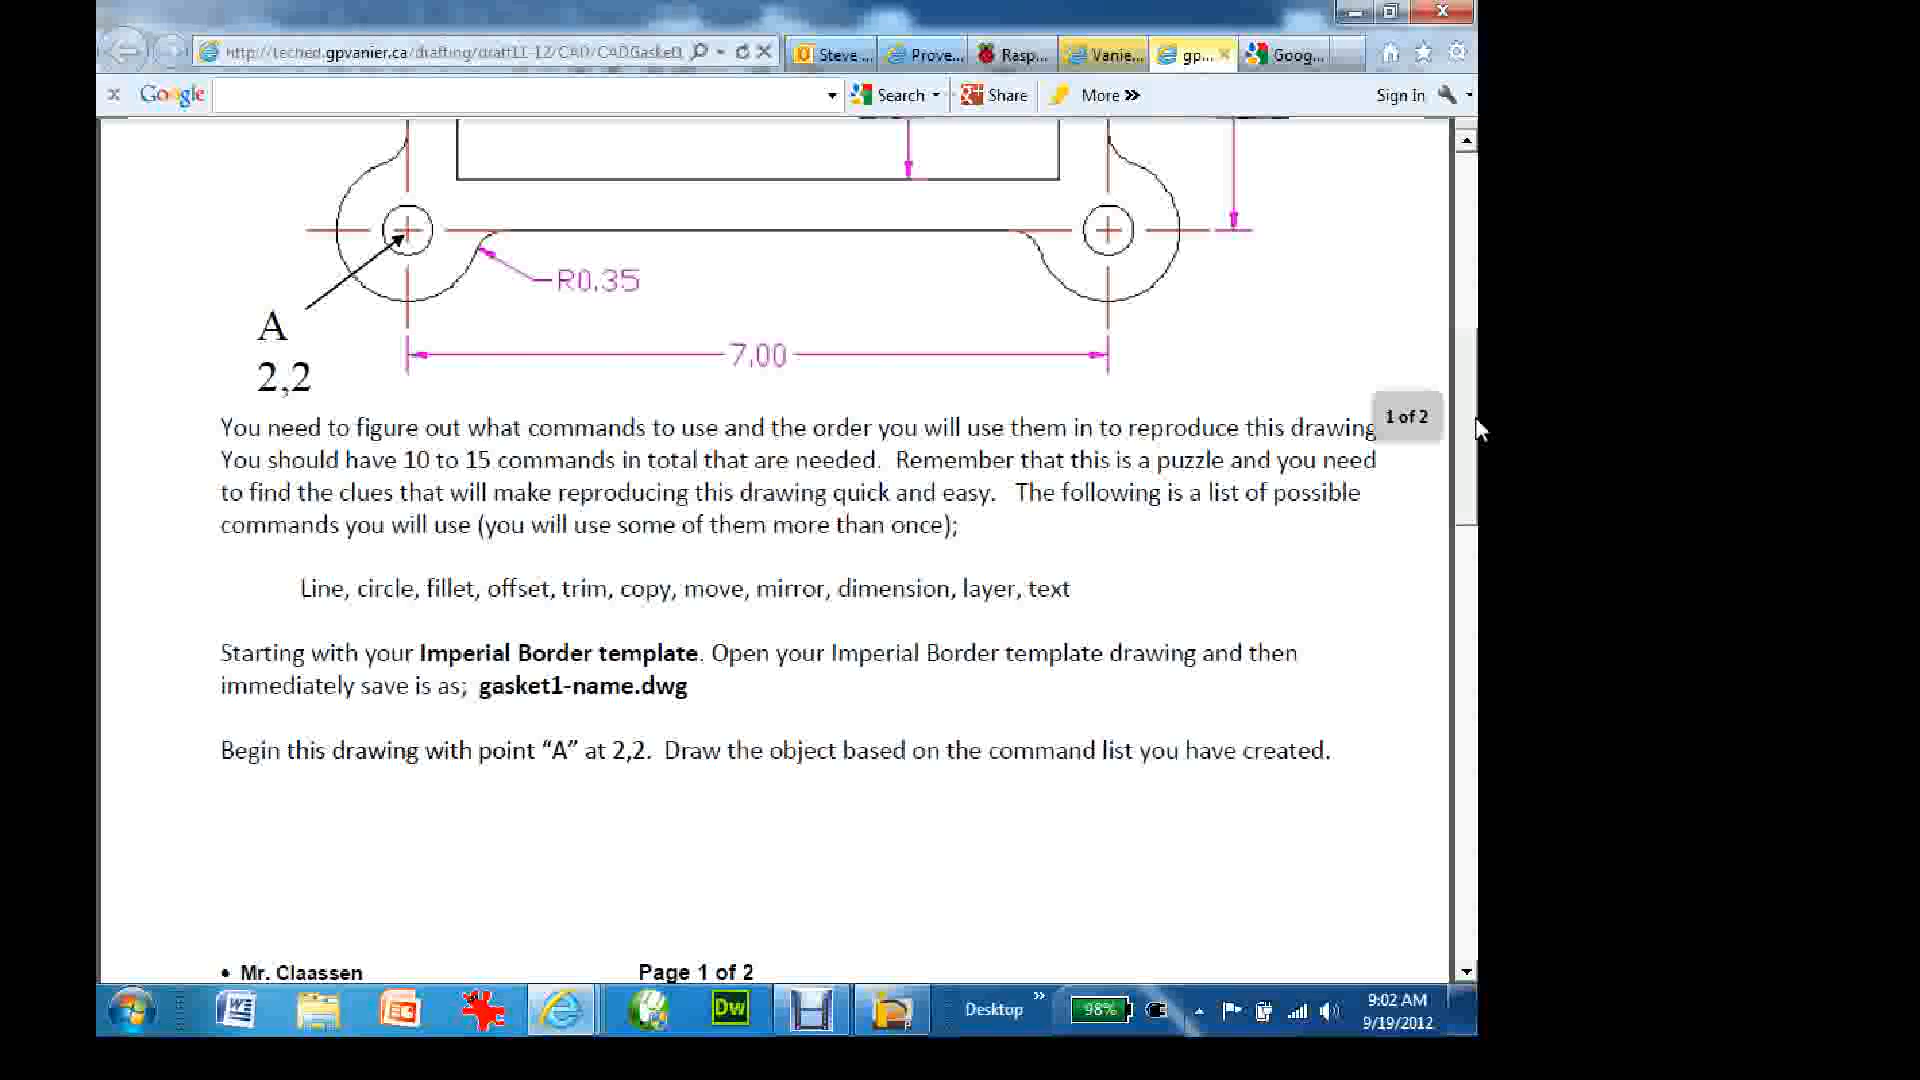 http://teched.gpvanier.ca/drafting/draft11-12/CAD/CADGasket
Steve ...
Prove...
Rasp...
Vanie...
gp...
Goog...
x Google
Search
Share
More »
Sign In
R0.35
A
2,2
7.00
1 of 2
You need to figure out what commands to use and the order you will use them in to reproduce this drawing
You should have 10 to 15 commands in total that are needed.  Remember that this is a puzzle and you need
to find the clues that will make reproducing this drawing quick and easy.   The following is a list of possible
commands you will use (you will use some of them more than once);
Line, circle, fillet, offset, trim, copy, move, mirror, dimension, layer, text
Starting with your Imperial Border template. Open your Imperial Border template drawing and then
immediately save is as;  gasket1-name.dwg
Begin this drawing with point “A” at 2,2.  Draw the object based on the command list you have created.
• Mr. Claassen
Page 1 of 2
Dw
Desktop »
98%
9:02 AM
9/19/2012